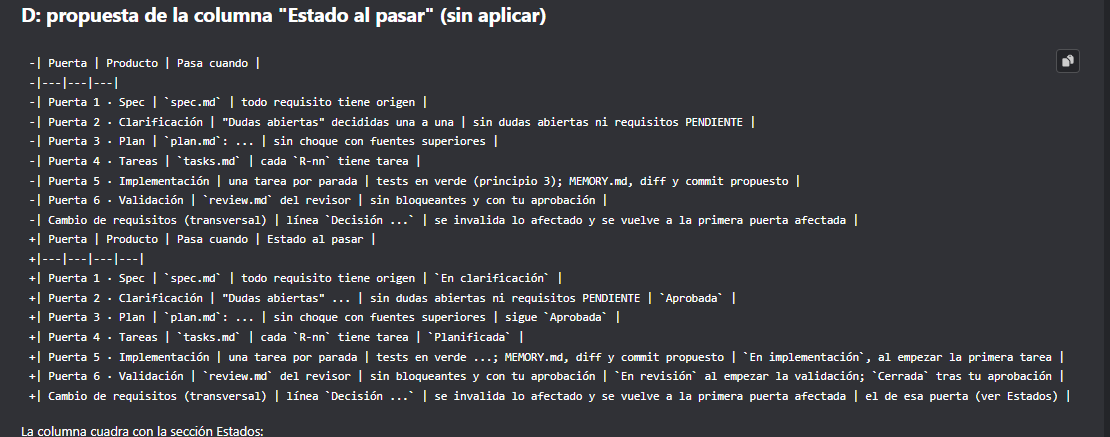 D: propuesta de la columna "Estado al pasar" (sin aplicar)
-| Puerta | Producto | Pasa cuando |
-|---|---|---|
-| Puerta 1 · Spec | `spec.md` | todo requisito tiene origen |
-| Puerta 2 · Clarificación | "Dudas abiertas" decididas una a una | sin dudas abiertas ni requisitos PENDIENTE |
-| Puerta 3 · Plan | `plan.md`: ... | sin choque con fuentes superiores |
-| Puerta 4 · Tareas | `tasks.md` | cada `R-nn` tiene tarea |
-| Puerta 5 · Implementación | una tarea por parada | tests en verde (principio 3); MEMORY.md, diff y commit propuesto |
-| Puerta 6 · Validación | `review.md` del revisor | sin bloqueantes y con tu aprobación |
-| Cambio de requisitos (transversal) | línea `Decisión ...` | se invalida lo afectado y se vuelve a la primera puerta afectada |
+| Puerta | Producto | Pasa cuando | Estado al pasar |
+|---|---|---|---|
+| Puerta 1 · Spec | `spec.md` | todo requisito tiene origen | `En clarificación` |
+| Puerta 2 · Clarificación | "Dudas abiertas" ... | sin dudas abiertas ni requisitos PENDIENTE | `Aprobada` |
+| Puerta 3 · Plan | `plan.md`: ... | sin choque con fuentes superiores | sigue `Aprobada` |
+| Puerta 4 · Tareas | `tasks.md` | cada `R-nn` tiene tarea | `Planificada` |
+| Puerta 5 · Implementación | una tarea por parada | tests en verde ...; MEMORY.md, diff y commit propuesto | `En implementación`, al empezar la primera tarea |
+| Puerta 6 · Validación | `review.md` del revisor | sin bloqueantes y con tu aprobación | `En revisión` al empezar la validación; `Cerrada` tras tu aprobación |
+| Cambio de requisitos (transversal) | línea `Decisión ...` | se invalida lo afectado y se vuelve a la primera puerta afectada | el de esa puerta (ver Estados) |
La columna cuadra con la sección Estados: